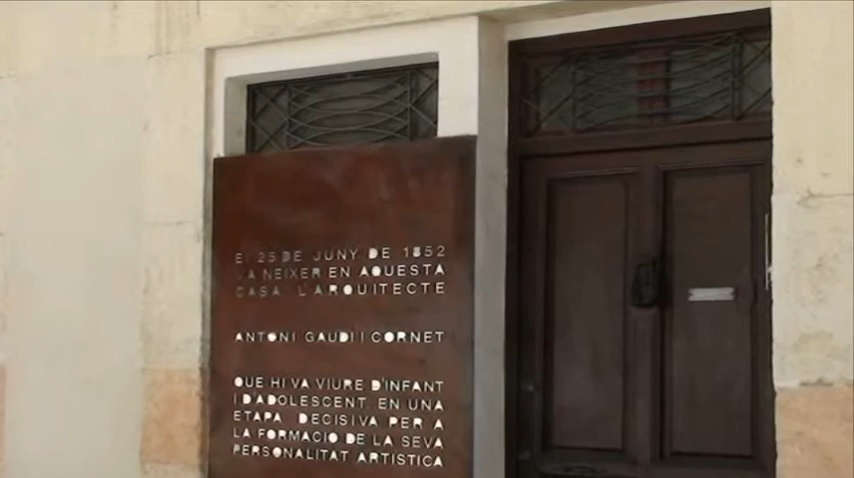 EL 25 DE JUNY DE 1852
VA NEIXER EN AQUESTA
CASA L'ARQUITECTE
ANTONI GAUDI I CORNET
QUE HI VA VIURE D'INFANT
I D'ADOLESCENT. EN UNA
ETAPA DECISIVA PER A
LA FORMACIO DE LA SEVA
PERSONALITAT ARTISTICA